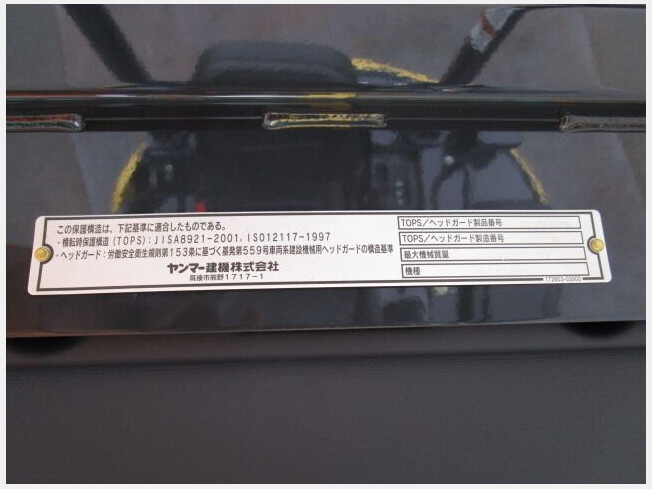 この保護構造は、下記基準に適合したものである。
・横転時保護構造(TOPS):JISA8921-2001, ISO12117-1997
・ヘッドガード:労働安全衛生規則第153条に基づく基発第559号車両系建設機械用ヘッドガードの構造基準
ヤンマー建機株式会社
筑後市熊野1717-1
TOPS/ヘッドガード製品番号
TOPS/ヘッドガード製造番号
最大機械質量
機種